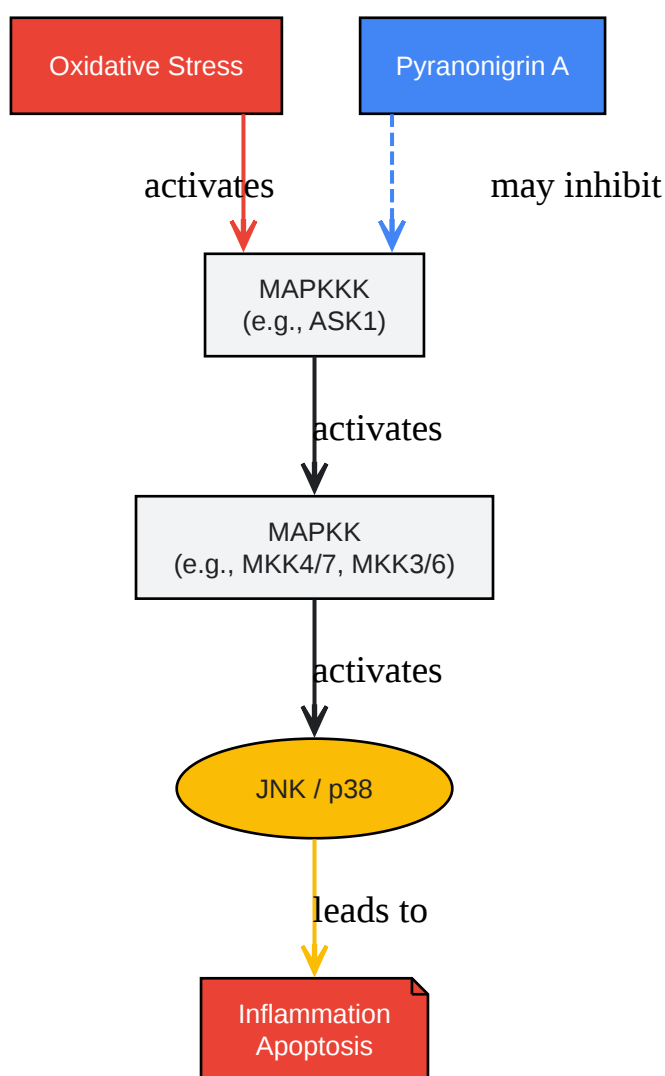 Oxidative Stress
Pyranonigrin A
activates
may inhibit
MAPKKK
(e.g., ASK1)
activates
MAPKK
(e.g., MKK4/7, MKK3/6)
activates
JNK / p38
leads to
Inflammation
Apoptosis